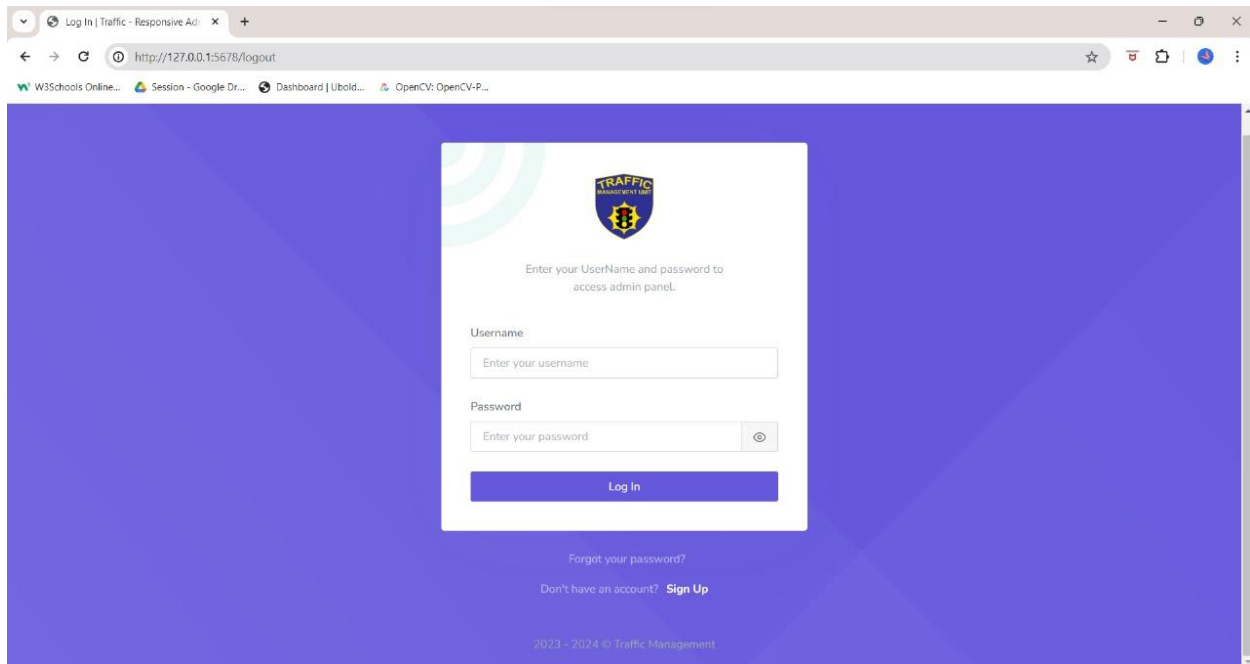 Log In | Traffic - Responsive Ad
http://127.0.0.1:5678/logout
W3Schools Online... Session - Google Dr... Dashboard | Ubold... OpenCV: OpenCV-P...
TRAFFIC
MANAGEMENT UNIT
Enter your UserName and password to
access admin panel.
Username
Enter your username
Password
Enter your password
Log In
Forgot your password?
Don't have an account? Sign Up
2023 - 2024 © Traffic Management